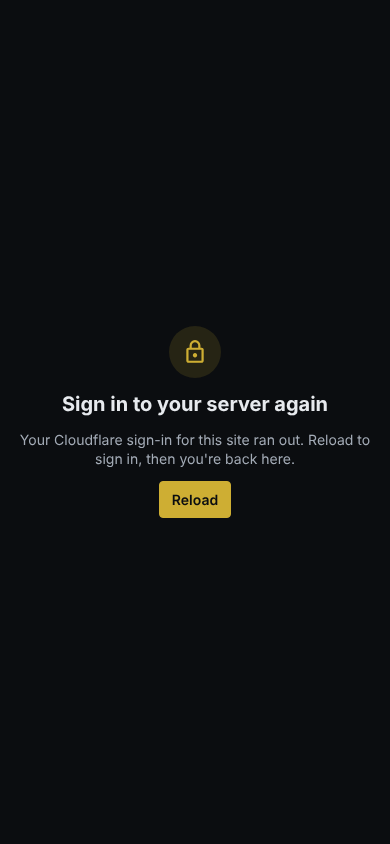 Sign in to your server again
Your Cloudflare sign-in for this site ran out. Reload to
sign in, then you're back here.
Reload